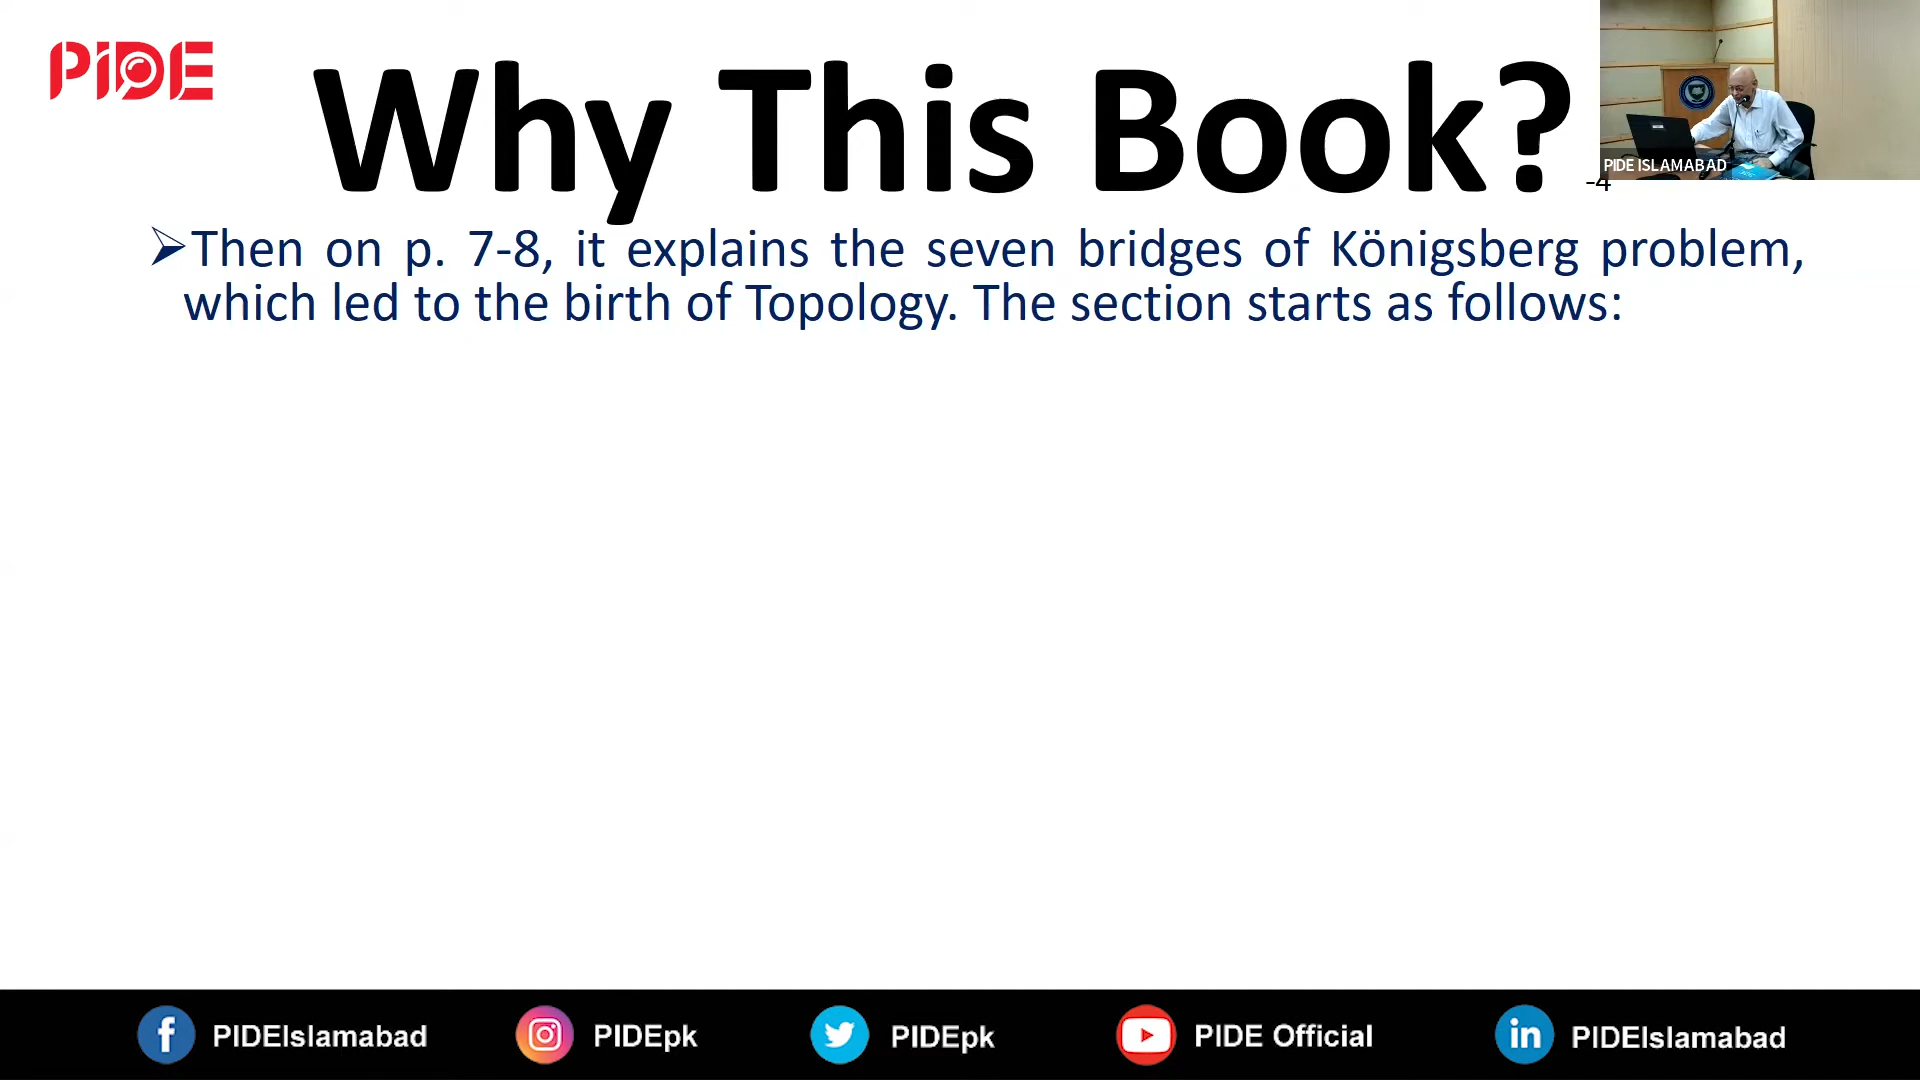 PIDE
Why This Book?
-4
PIDE ISLAMABAD
➢Then on p. 7-8, it explains the seven bridges of Königsberg problem,
which led to the birth of Topology. The section starts as follows:
PIDEIslamabad
PIDEpk
PIDEpk
PIDE Official
PIDEIslamabad